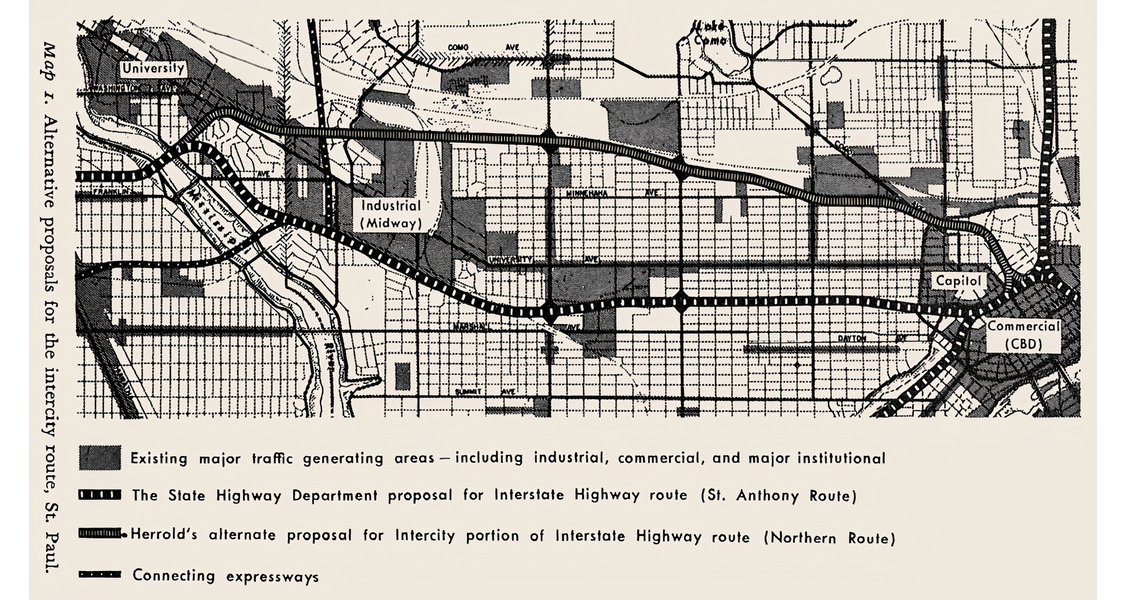 Map 1. Alternative proposals for the intercity route, St. Paul.
University
WASHINGTON AVE
COMO AVE
Lake Como
COMO
FRANKLIN
AVE
Mississip
Industrial
(Midway)
MINNEHAHA AVE
UNIVERSITY AVE
Capitol
Commercial
(CBD)
MARSHALL AVE
DAYTON AVE
River
SUMMIT AVE
Existing major traffic generating areas – including industrial, commercial, and major institutional
The State Highway Department proposal for Interstate Highway route (St. Anthony Route)
Herrold's alternate proposal for Intercity portion of Interstate Highway route (Northern Route)
Connecting expressways